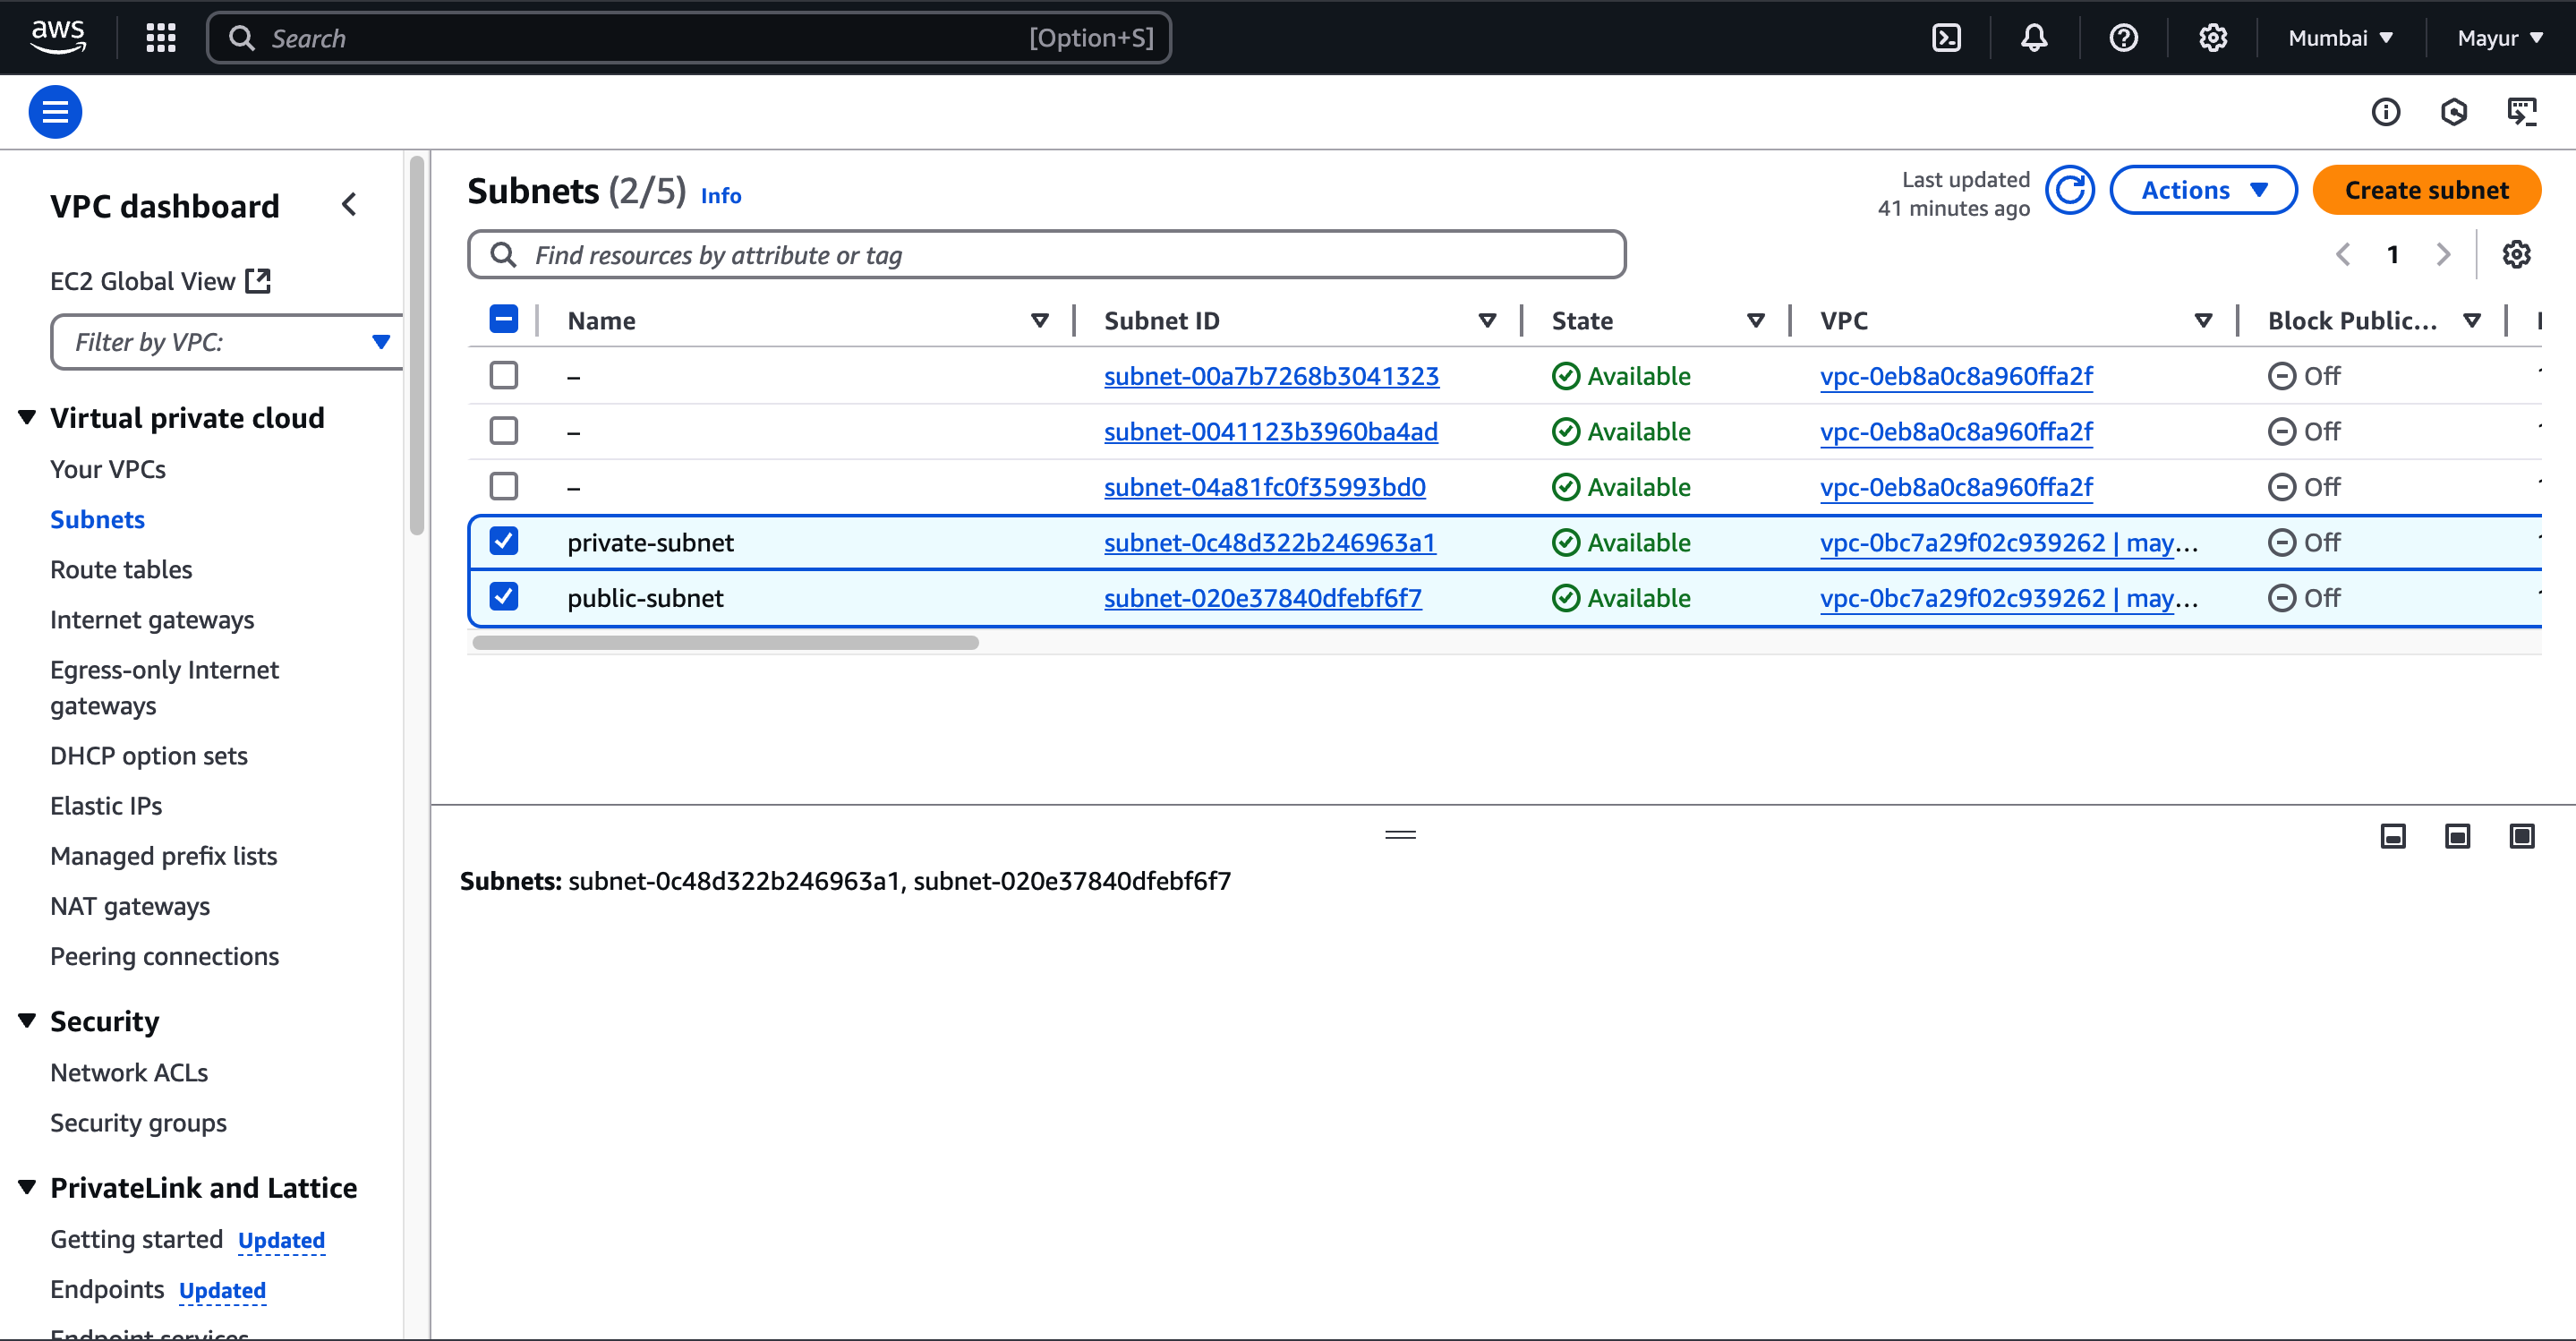 aws
Search [Option+S]
Mumbai
Mayur
VPC dashboard
EC2 Global View
Filter by VPC:
Virtual private cloud
Your VPCs
Subnets
Route tables
Internet gateways
Egress-only Internet
gateways
DHCP option sets
Elastic IPs
Managed prefix lists
NAT gateways
Peering connections
Security
Network ACLs
Security groups
PrivateLink and Lattice
Getting started Updated
Endpoints Updated
Endpoint services
Subnets (2/5) Info
Last updated
41 minutes ago
Actions
Create subnet
Find resources by attribute or tag
1
Name Subnet ID State VPC Block Public...
– subnet-00a7b7268b3041323 Available vpc-0eb8a0c8a960ffa2f Off
– subnet-0041123b3960ba4ad Available vpc-0eb8a0c8a960ffa2f Off
– subnet-04a81fc0f35993bd0 Available vpc-0eb8a0c8a960ffa2f Off
private-subnet subnet-0c48d322b246963a1 Available vpc-0bc7a29f02c939262 | may... Off
public-subnet subnet-020e37840dfebf6f7 Available vpc-0bc7a29f02c939262 | may... Off
Subnets: subnet-0c48d322b246963a1, subnet-020e37840dfebf6f7